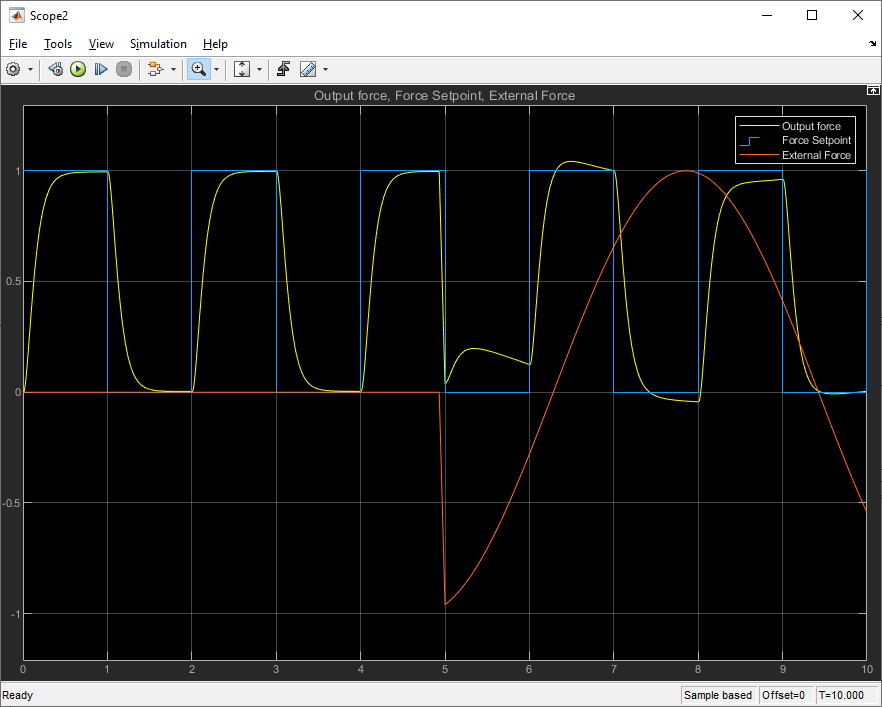 Scope2
File Tools View Simulation Help
Output force, Force Setpoint, External Force
Output force
Force Setpoint
External Force
1
0.5
0
-0.5
-1
0 1 2 3 4 5 6 7 8 9 10
Ready Sample based Offset=0 T=10.000